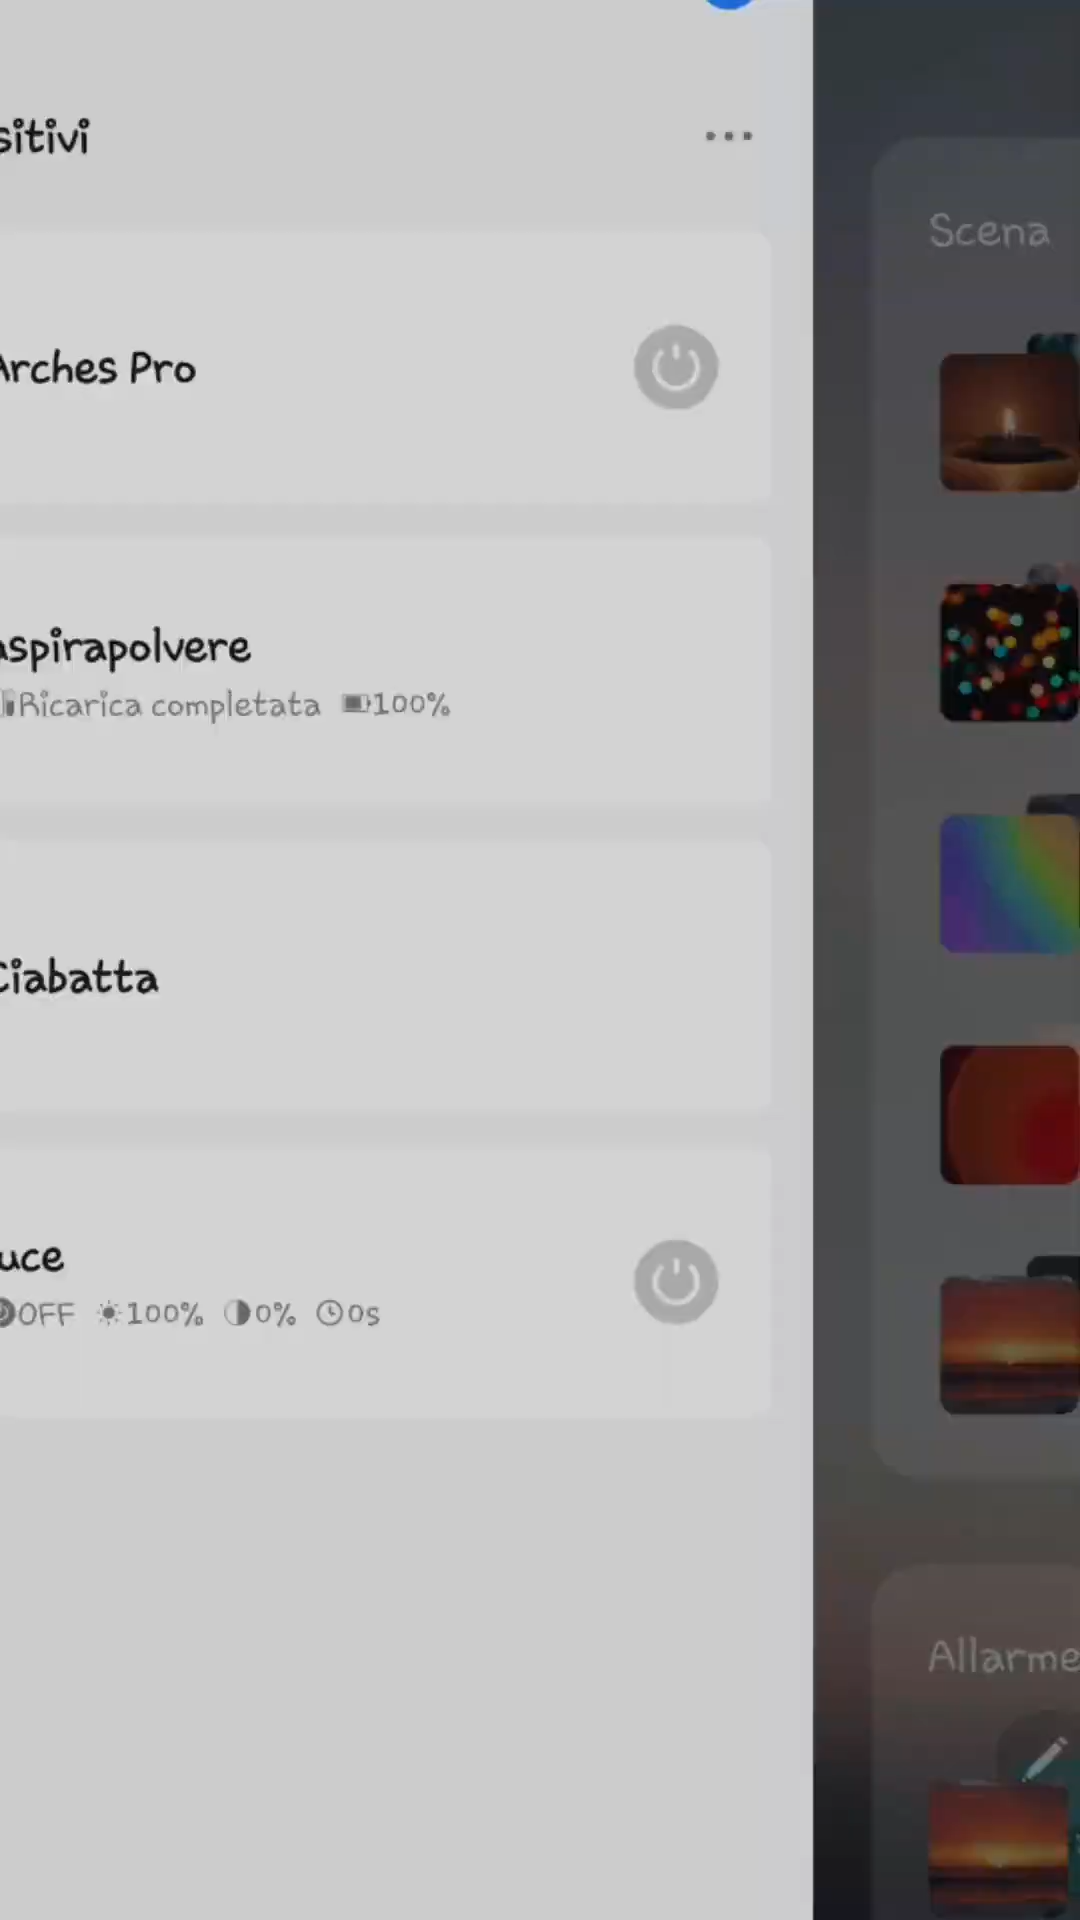 sitivi
Arches Pro
aspirapolvere
Ricarica completata 100%
Ciabatta
uce
OFF 100% 0% 0s
Scena
Allarme